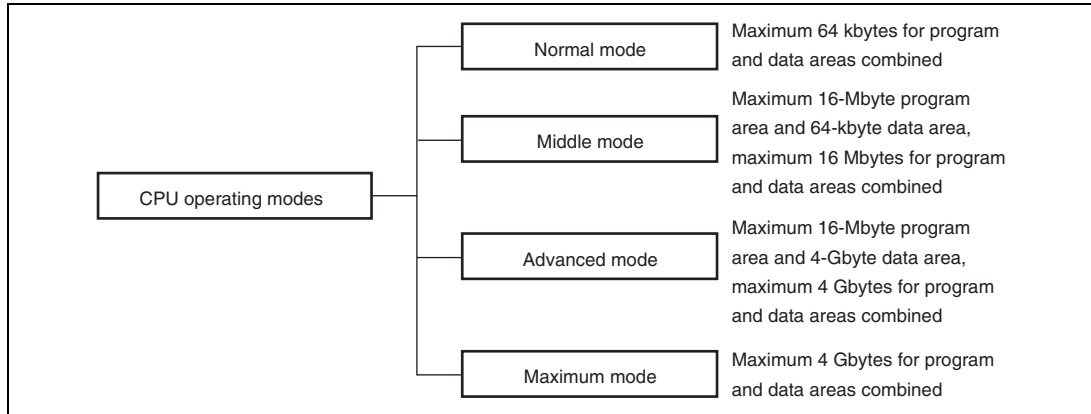 Normal mode
Maximum 64 kbytes for program
and data areas combined
Middle mode
Maximum 16-Mbyte program
area and 64-kbyte data area,
maximum 16 Mbytes for program
and data areas combined
CPU operating modes
Advanced mode
Maximum 16-Mbyte program
area and 4-Gbyte data area,
maximum 4 Gbytes for program
and data areas combined
Maximum mode
Maximum 4 Gbytes for program
and data areas combined